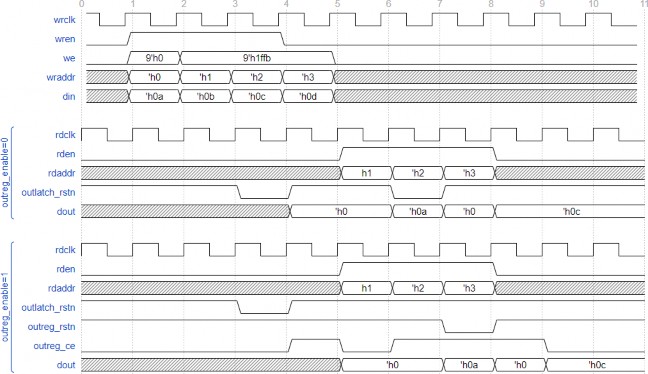 0 1 2 3 4 5 6 7 8 9 10 11
wrclk
wren
we 9'h0 9'h1ffb
wraddr 'h0 'h1 'h2 'h3
din 'h0a 'h0b 'h0c 'h0d
outreg_enable=0
rdclk
rden
rdaddr 'h1 'h2 'h3
outlatch_rstn
dout 'h0 'h0a 'h0 'h0c
outreg_enable=1
rdclk
rden
rdaddr 'h1 'h2 'h3
outlatch_rstn
outreg_rstn
outreg_ce
dout 'h0 'h0a 'h0 'h0c